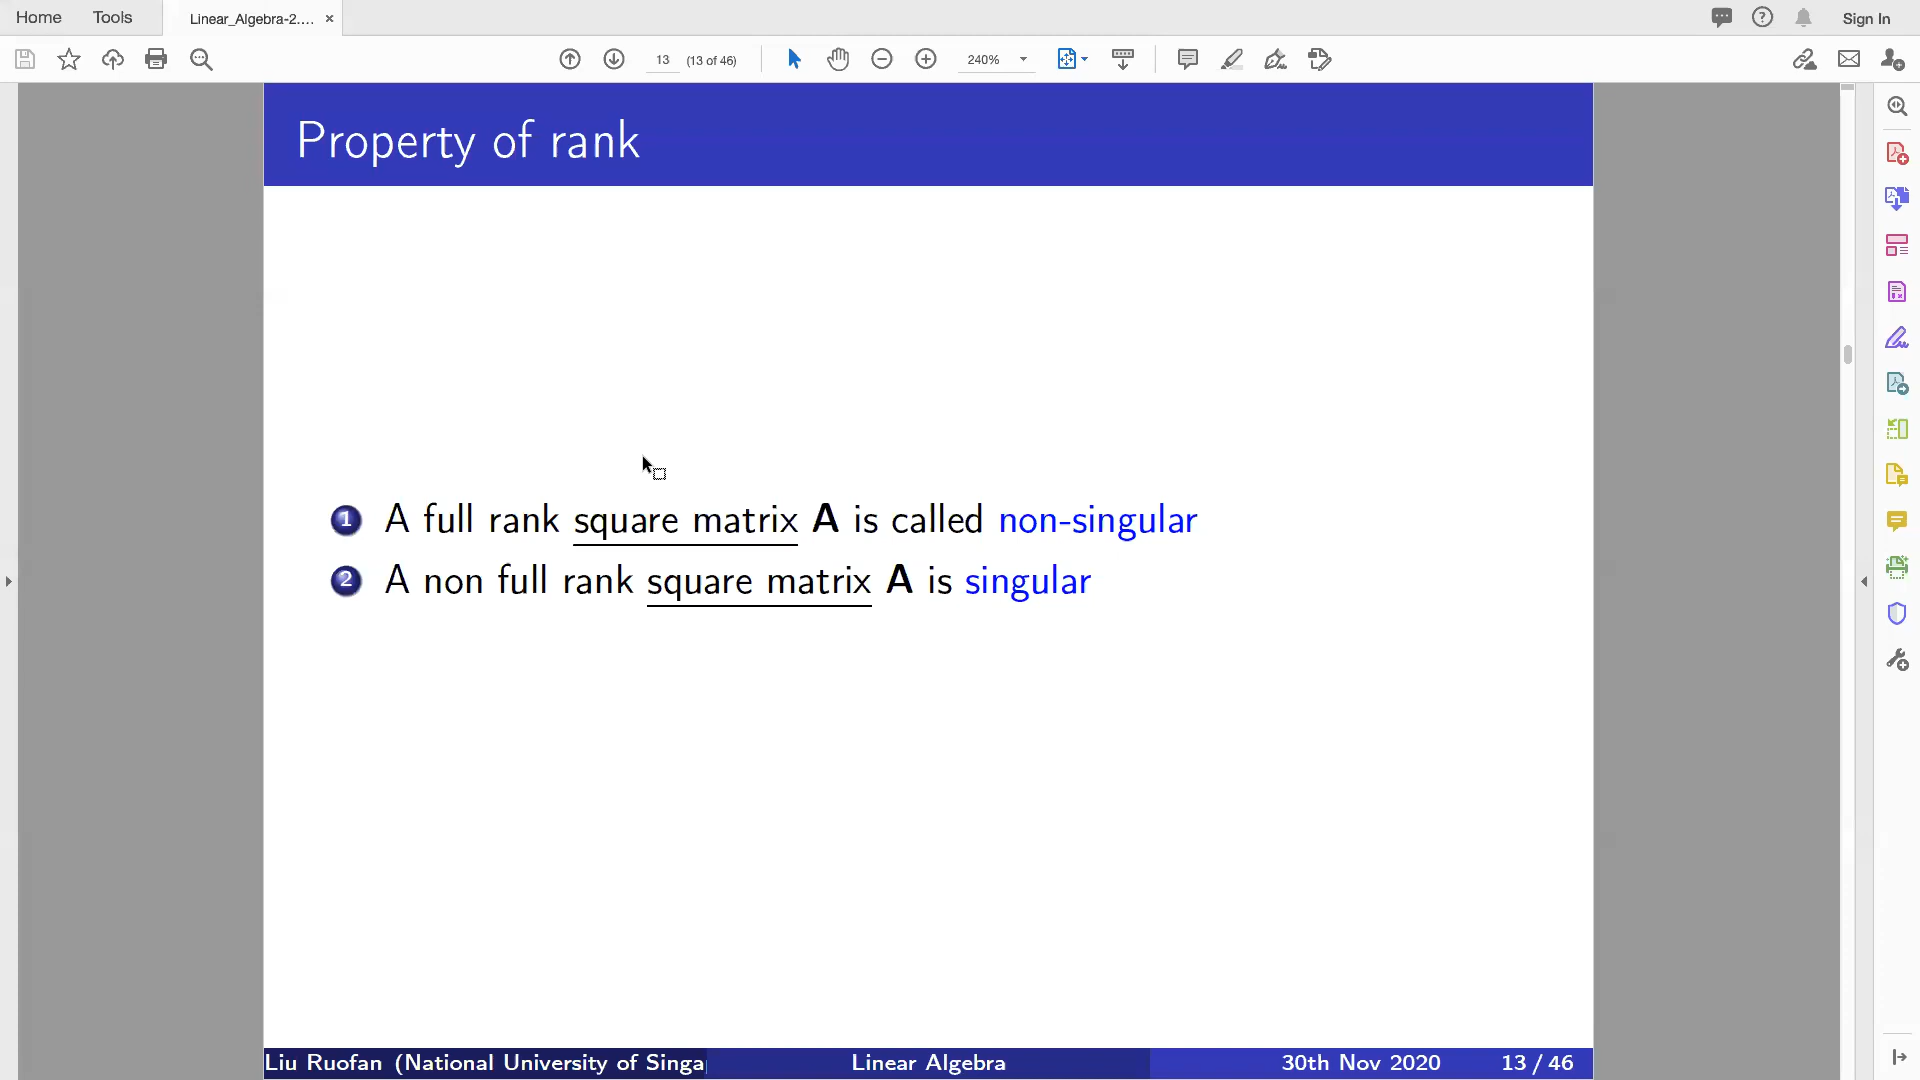 Home Tools Linear_Algebra-2.... × Sign In
13 (13 of 46) 240%
Property of rank
1 A full rank square matrix A is called non-singular
2 A non full rank square matrix A is singular
Liu Ruofan (National University of Singa Linear Algebra 30th Nov 2020 13 / 46